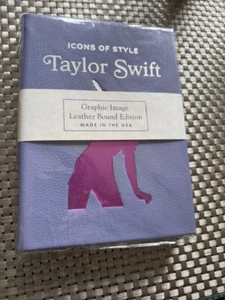 ICONS OF STYLE
Taylor Swift
Graphic Image
Leather Bound Edition
MADE IN THE USA